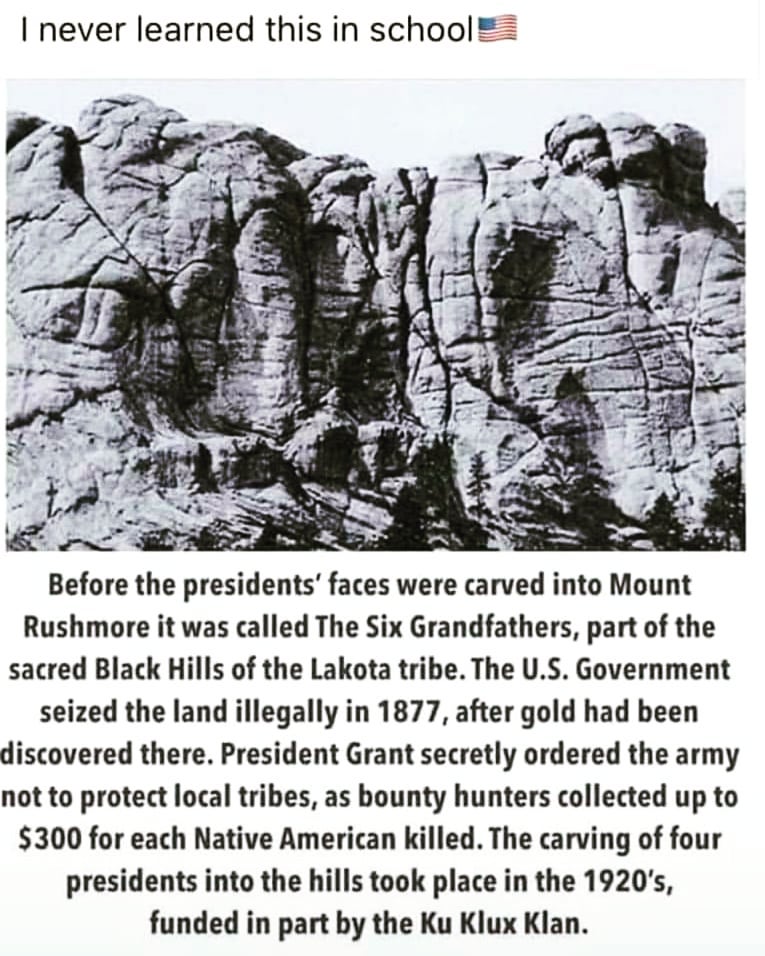 I never learned this in school🇺🇸
Before the presidents' faces were carved into Mount
Rushmore it was called The Six Grandfathers, part of the
sacred Black Hills of the Lakota tribe. The U.S. Government
seized the land illegally in 1877, after gold had been
discovered there. President Grant secretly ordered the army
not to protect local tribes, as bounty hunters collected up to
$300 for each Native American killed. The carving of four
presidents into the hills took place in the 1920's,
funded in part by the Ku Klux Klan.